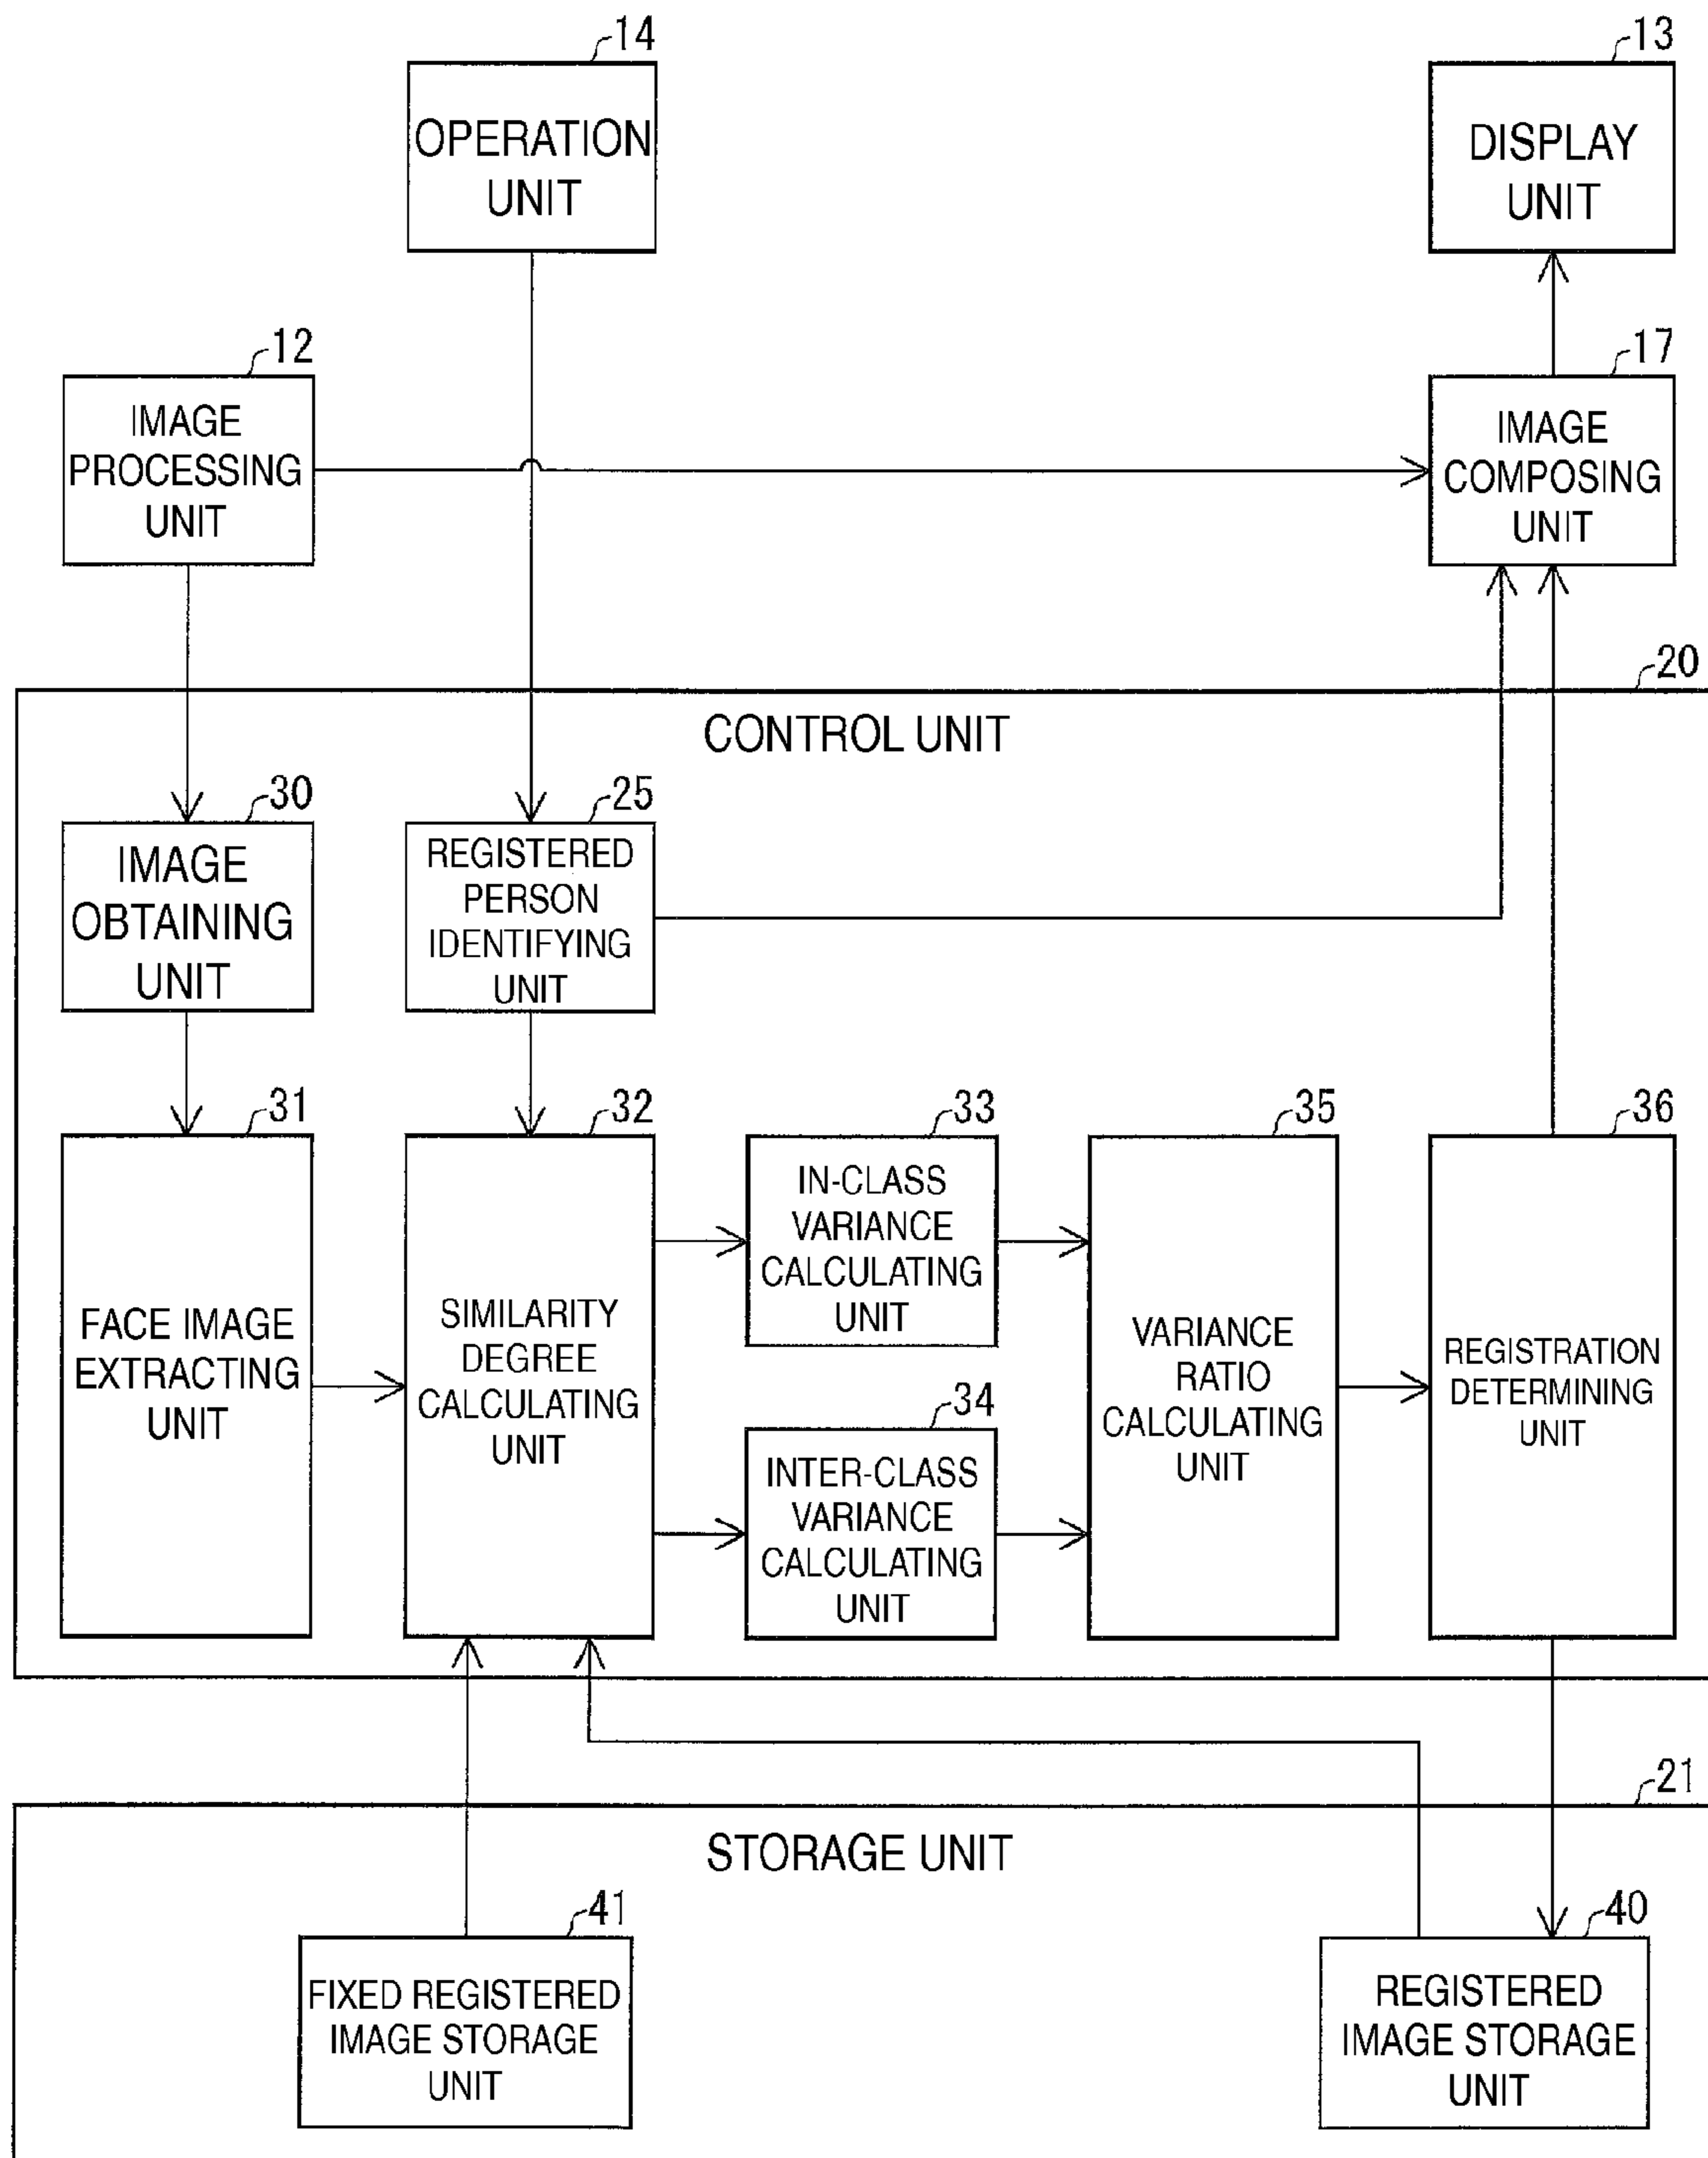 14
OPERATION
UNIT
13
DISPLAY
UNIT
12
IMAGE
PROCESSING
UNIT
17
IMAGE
COMPOSING
UNIT
20
CONTROL UNIT
30
IMAGE
OBTAINING
UNIT
25
REGISTERED
PERSON
IDENTIFYING
UNIT
31
FACE IMAGE
EXTRACTING
UNIT
32
SIMILARITY
DEGREE
CALCULATING
UNIT
33
IN-CLASS
VARIANCE
CALCULATING
UNIT
34
INTER-CLASS
VARIANCE
CALCULATING
UNIT
35
VARIANCE
RATIO
CALCULATING
UNIT
36
REGISTRATION
DETERMINING
UNIT
21
STORAGE UNIT
41
FIXED REGISTERED
IMAGE STORAGE
UNIT
40
REGISTERED
IMAGE STORAGE
UNIT